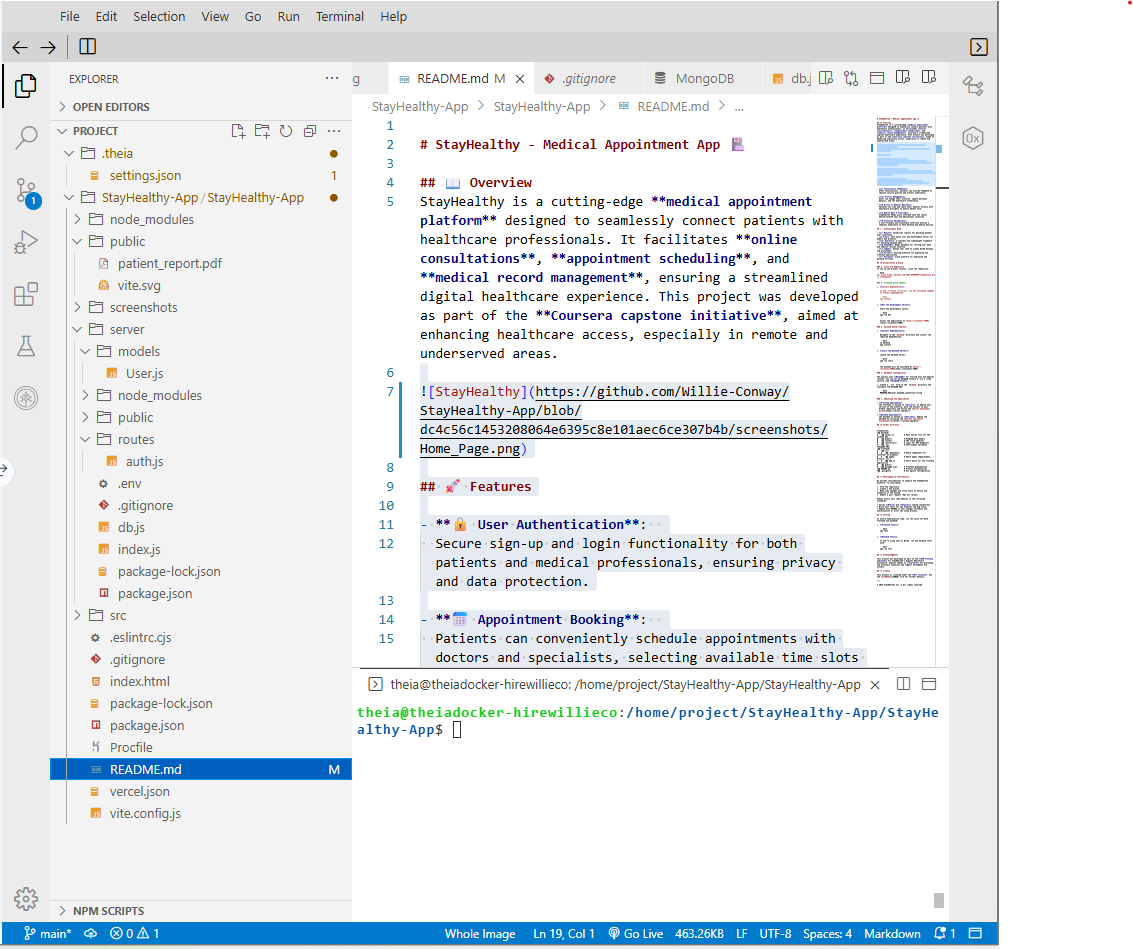 File Edit Selection View Go Run Terminal Help
EXPLORER
OPEN EDITORS
PROJECT
.theia
settings.json 1
StayHealthy-App / StayHealthy-App
node_modules
public
patient_report.pdf
vite.svg
screenshots
server
models
User.js
node_modules
public
routes
auth.js
.env
.gitignore
db.js
index.js
package-lock.json
package.json
src
.eslintrc.cjs
.gitignore
index.html
package-lock.json
package.json
Procfile
README.md M
vercel.json
vite.config.js
NPM SCRIPTS
1
g README.md M .gitignore MongoDB db.j
StayHealthy-App > StayHealthy-App > README.md > ...
0x
1
2 # StayHealthy - Medical Appointment App
3
4 ## 📖 Overview
5 StayHealthy is a cutting-edge **medical appointment
platform** designed to seamlessly connect patients with
healthcare professionals. It facilitates **online
consultations**, **appointment scheduling**, and
**medical record management**, ensuring a streamlined
digital healthcare experience. This project was developed
as part of the **Coursera capstone initiative**, aimed at
enhancing healthcare access, especially in remote and
underserved areas.
6
7 ![StayHealthy](https://github.com/Willie-Conway/
StayHealthy-App/blob/
dc4c56c1453208064e6395c8e101aec6ce307b4b/screenshots/
Home_Page.png)
8
9 ## 🚀 Features
10
11 - **🔒 User Authentication**:
12 Secure sign-up and login functionality for both
patients and medical professionals, ensuring privacy
and data protection.
13
14 - **📅 Appointment Booking**:
15 Patients can conveniently schedule appointments with
doctors and specialists, selecting available time slots
theia@theiadocker-hirewillieco: /home/project/StayHealthy-App/StayHealthy-App
theia@theiadocker-hirewillieco:/home/project/StayHealthy-App/StayHe
althy-App$
main* 0 1 Whole Image Ln 19, Col 1 Go Live 463.26KB LF UTF-8 Spaces: 4 Markdown 1